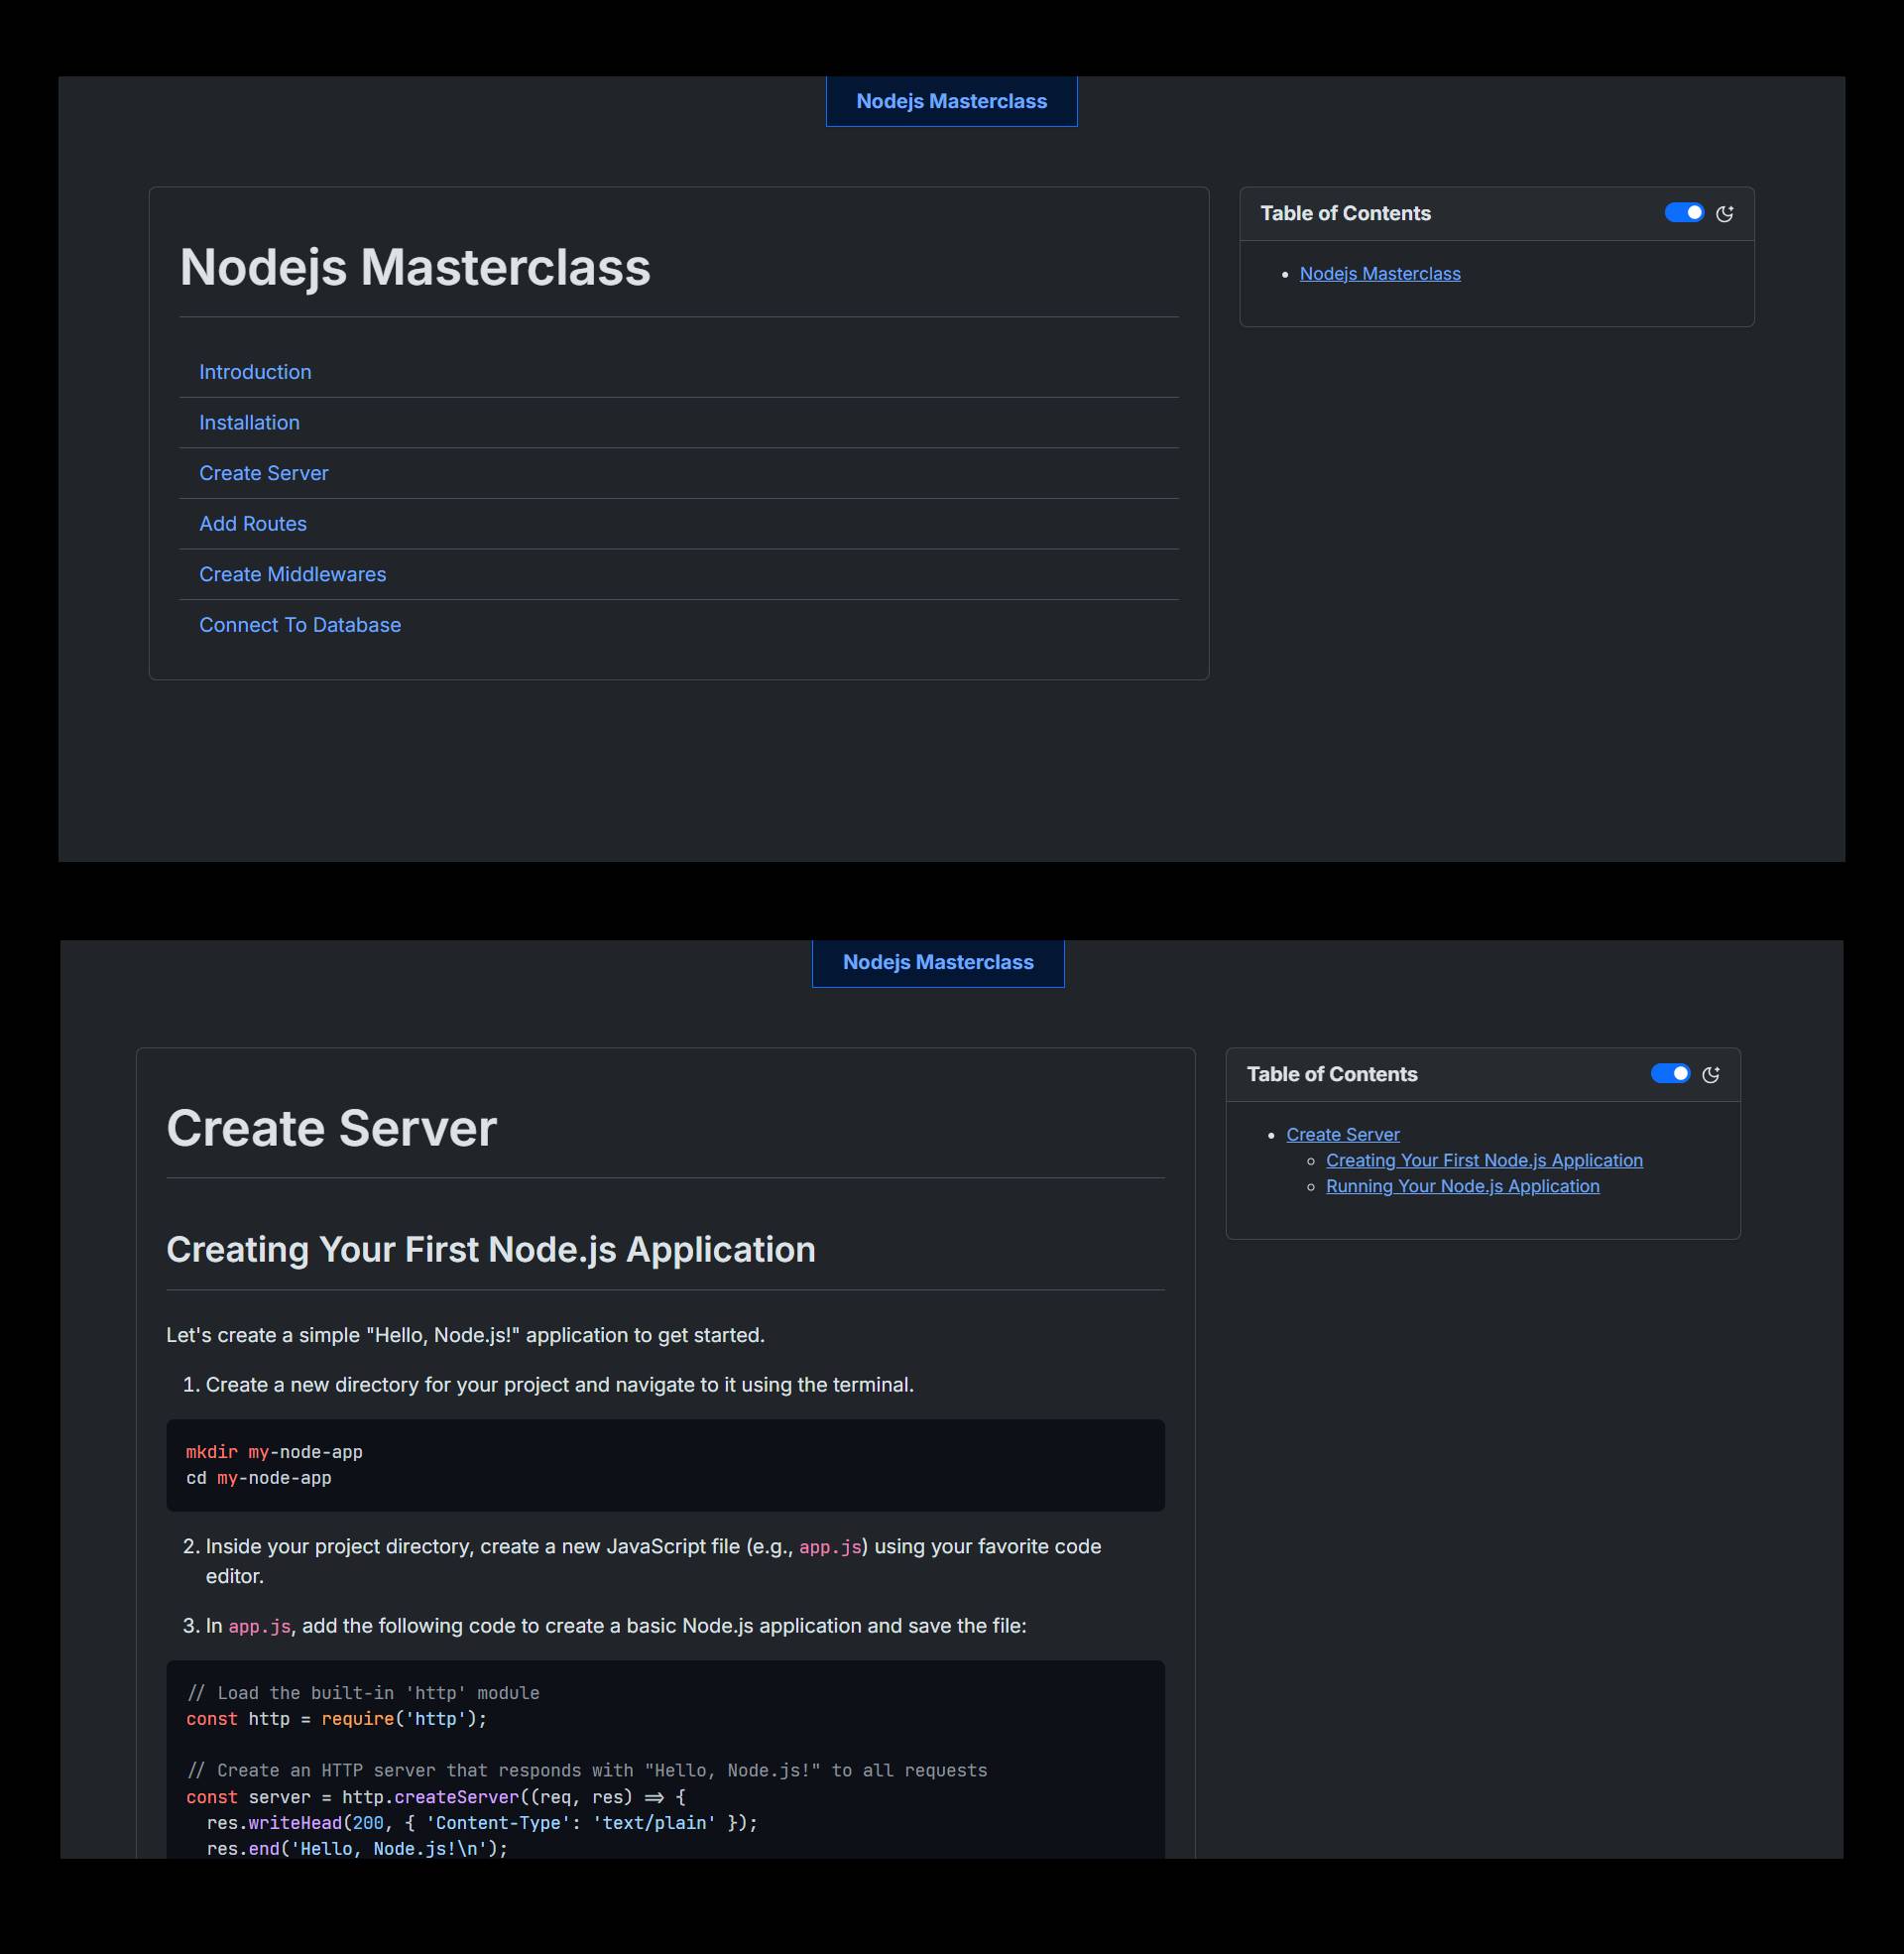 Nodejs Masterclass
Nodejs Masterclass
Introduction
Installation
Create Server
Add Routes
Create Middlewares
Connect To Database
Table of Contents
Nodejs Masterclass
Nodejs Masterclass
Create Server
Creating Your First Node.js Application
Let's create a simple "Hello, Node.js!" application to get started.
1. Create a new directory for your project and navigate to it using the terminal.
mkdir my-node-app
cd my-node-app
2. Inside your project directory, create a new JavaScript file (e.g., app.js) using your favorite code
editor.
3. In app.js, add the following code to create a basic Node.js application and save the file:
// Load the built-in 'http' module
const http = require('http');
// Create an HTTP server that responds with "Hello, Node.js!" to all requests
const server = http.createServer((req, res) => {
res.writeHead(200, { 'Content-Type': 'text/plain' });
res.end('Hello, Node.js!\n');
Table of Contents
Create Server
Creating Your First Node.js Application
Running Your Node.js Application